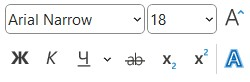 Arial Narrow 18 A
Ж К Ч ab x₂ x² A